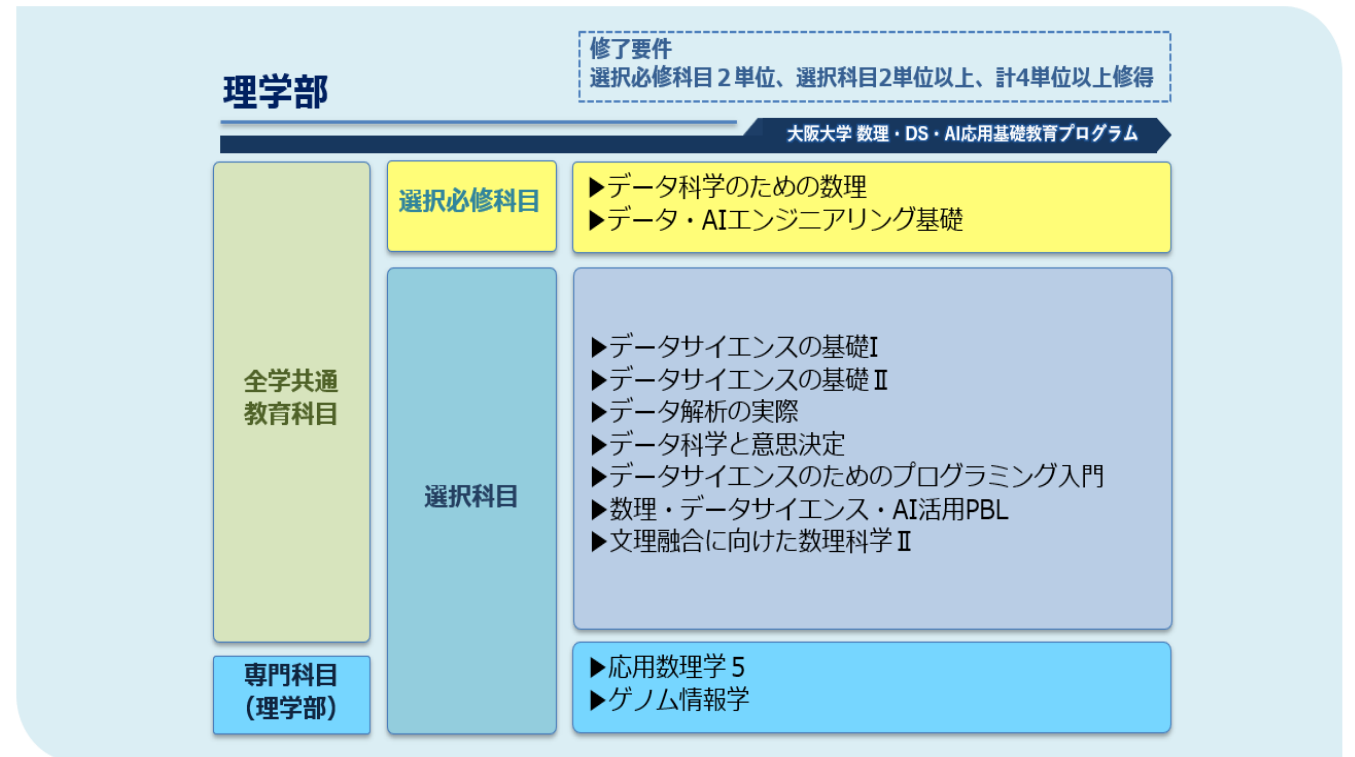 理学部
修了要件
選択必修科目２単位、選択科目2単位以上、計4単位以上修得
大阪大学 数理・DS・AI応用基礎教育プログラム
全学共通
教育科目
選択必修科目
▶データ科学のための数理
▶データ・AIエンジニアリング基礎
選択科目
▶データサイエンスの基礎I
▶データサイエンスの基礎Ⅱ
▶データ解析の実際
▶データ科学と意思決定
▶データサイエンスのためのプログラミング入門
▶数理・データサイエンス・AI活用PBL
▶文理融合に向けた数理科学Ⅱ
専門科目
（理学部）
▶応用数理学５
▶ゲノム情報学